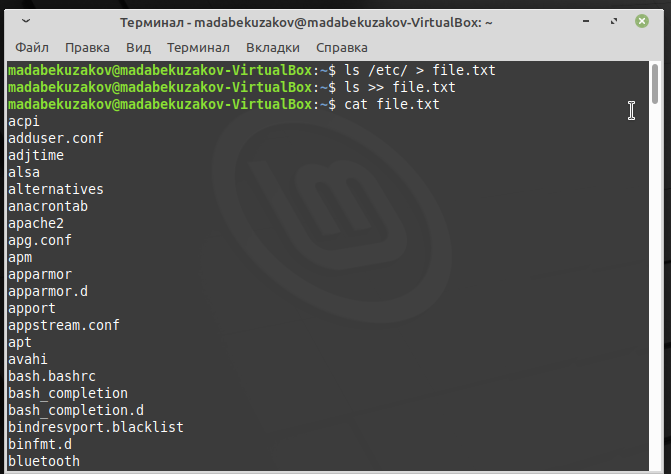 Терминал - madabekuzakov@madabekuzakov-VirtualBox: ~
Файл Правка Вид Терминал Вкладки Справка
madabekuzakov@madabekuzakov-VirtualBox:~$ ls /etc/ > file.txt
madabekuzakov@madabekuzakov-VirtualBox:~$ ls >> file.txt
madabekuzakov@madabekuzakov-VirtualBox:~$ cat file.txt
acpi
adduser.conf
adjtime
alsa
alternatives
anacrontab
apache2
apg.conf
apm
apparmor
apparmor.d
apport
appstream.conf
apt
avahi
bash.bashrc
bash_completion
bash_completion.d
bindresvport.blacklist
binfmt.d
bluetooth